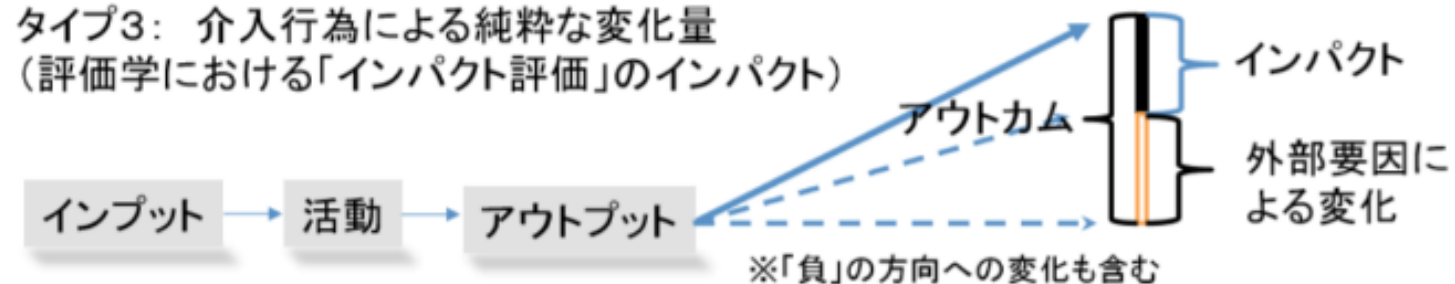 タイプ3： 介入行為による純粋な変化量
（評価学における「インパクト評価」のインパクト）
インプット
活動
アウトプット
アウトカム
インパクト
外部要因に
よる変化
※「負」の方向への変化も含む